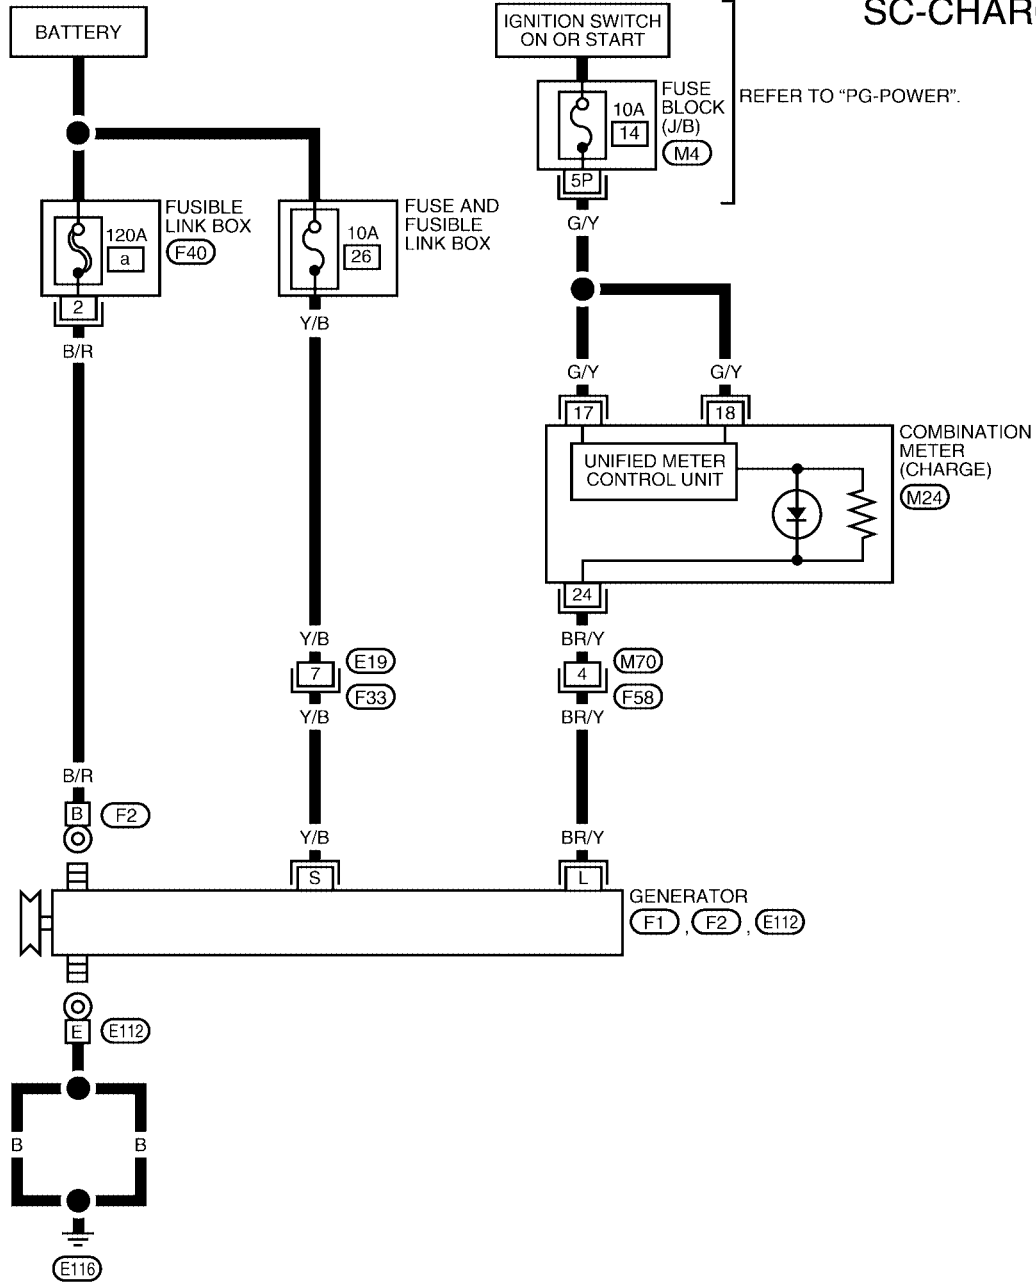 SC-CHAR
BATTERY
IGNITION SWITCH
ON OR START
REFER TO “PG-POWER”.
10A
14
FUSE
BLOCK
(J/B)
M4
5P
G/Y
120A
a
FUSIBLE
LINK BOX
F40
10A
26
FUSE AND
FUSIBLE
LINK BOX
2
B/R
Y/B
G/Y
G/Y
17
18
UNIFIED METER
CONTROL UNIT
COMBINATION
METER
(CHARGE)
M24
24
Y/B
BR/Y
7
E19
F33
4
M70
F58
Y/B
BR/Y
B/R
B
F2
Y/B
BR/Y
S
L
GENERATOR
F1 , F2 , E112
E
E112
B
B
E116